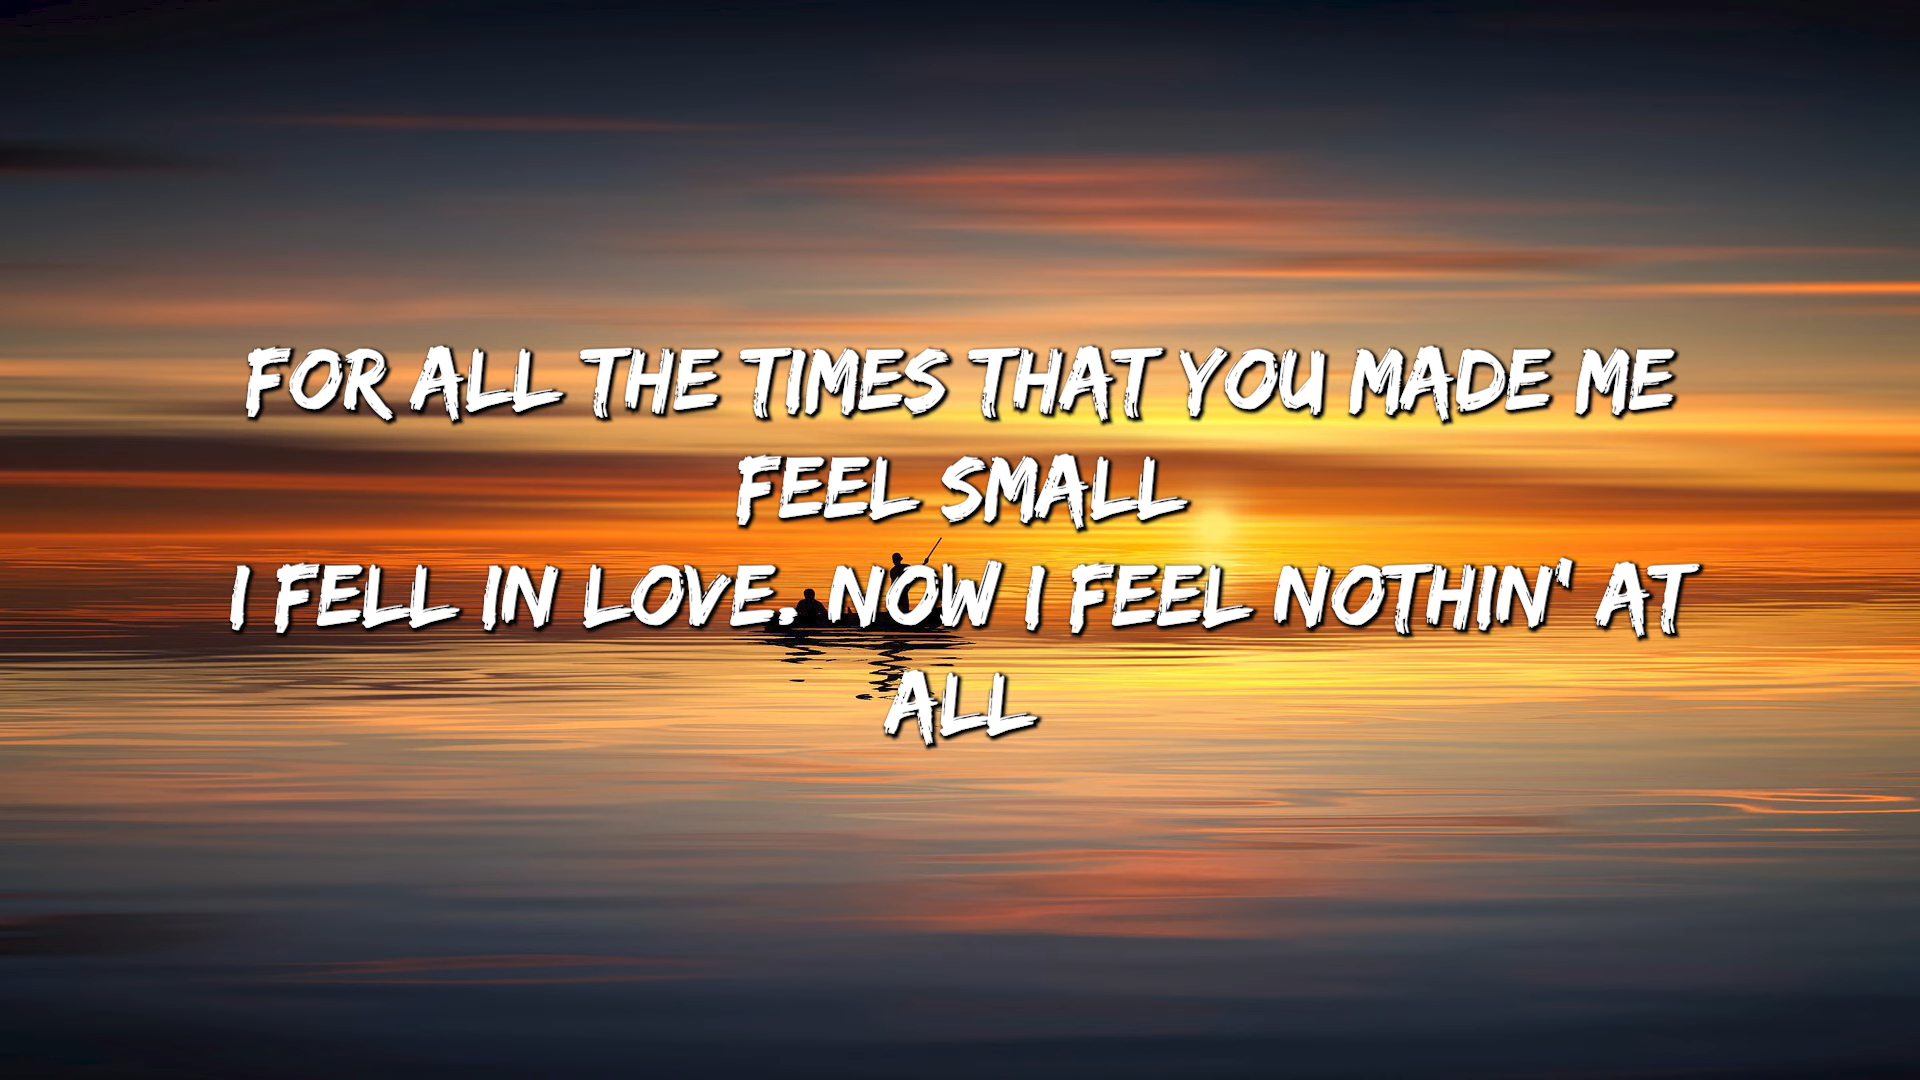 FOR ALL THE TIMES THAT YOU MADE ME
FEEL SMALL
I FELL IN LOVE. NOW I FEEL NOTHIN' AT
ALL